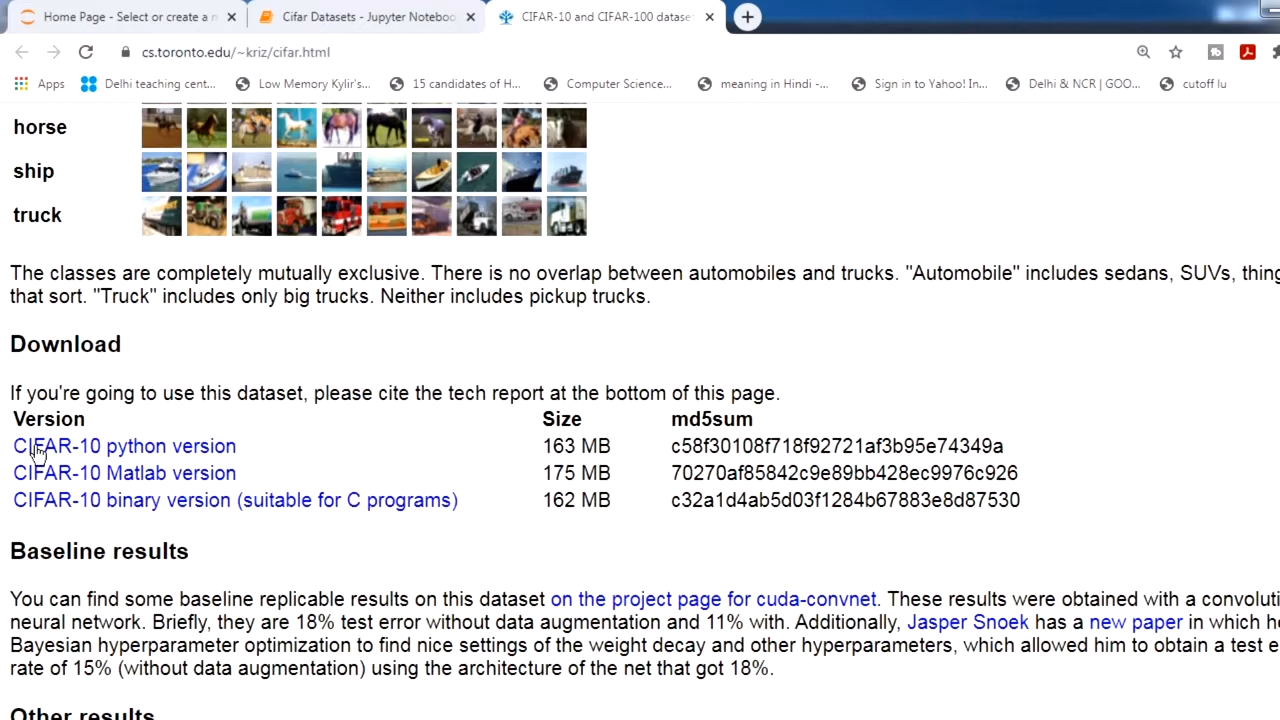 Home Page - Select or create a n
Cifar Datasets - Jupyter Noteboo
CIFAR-10 and CIFAR-100 datase
cs.toronto.edu/~kriz/cifar.html
Apps
Delhi teaching cent...
Low Memory Kylir's...
15 candidates of H...
Computer Science...
meaning in Hindi -...
Sign in to Yahoo! In...
Delhi & NCR | GOO...
cutoff lu
horse
ship
truck
The classes are completely mutually exclusive. There is no overlap between automobiles and trucks. "Automobile" includes sedans, SUVs, thing
that sort. "Truck" includes only big trucks. Neither includes pickup trucks.
Download
If you're going to use this dataset, please cite the tech report at the bottom of this page.
Version Size md5sum
CIFAR-10 python version 163 MB c58f30108f718f92721af3b95e74349a
CIFAR-10 Matlab version 175 MB 70270af85842c9e89bb428ec9976c926
CIFAR-10 binary version (suitable for C programs) 162 MB c32a1d4ab5d03f1284b67883e8d87530
Baseline results
You can find some baseline replicable results on this dataset on the project page for cuda-convnet. These results were obtained with a convoluti
neural network. Briefly, they are 18% test error without data augmentation and 11% with. Additionally, Jasper Snoek has a new paper in which he
Bayesian hyperparameter optimization to find nice settings of the weight decay and other hyperparameters, which allowed him to obtain a test e
rate of 15% (without data augmentation) using the architecture of the net that got 18%.
Other results